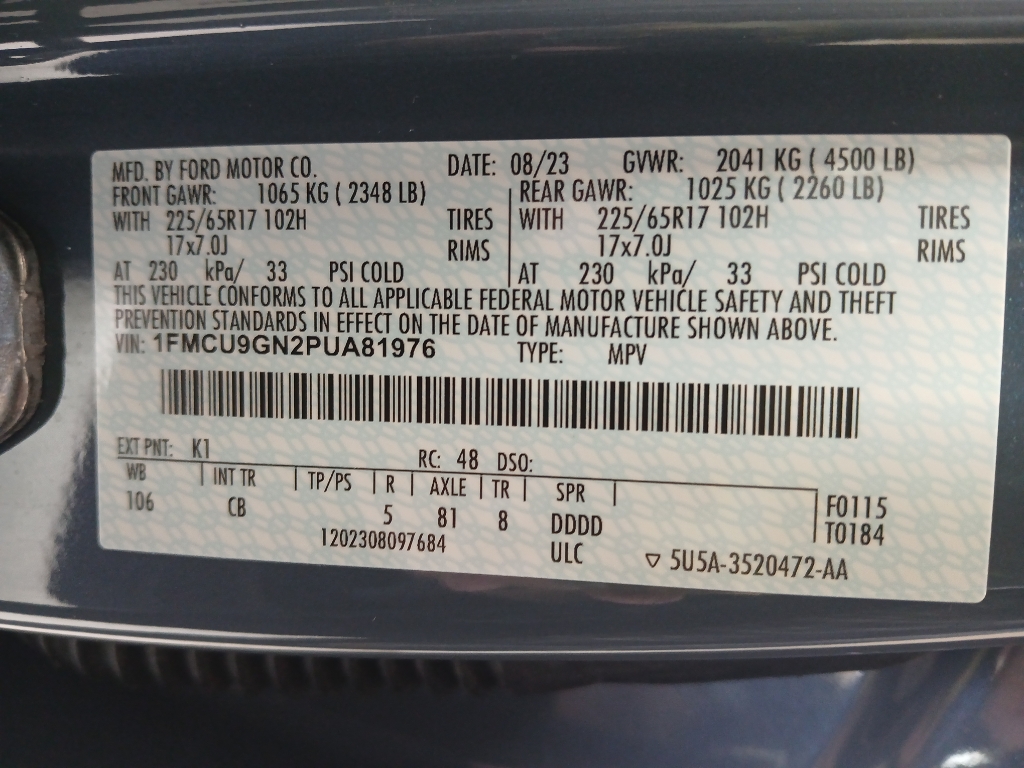 MFD. BY FORD MOTOR CO. DATE: 08/23 GVWR: 2041 KG ( 4500 LB)
FRONT GAWR: 1065 KG ( 2348 LB) REAR GAWR: 1025 KG ( 2260 LB)
WITH 225/65R17 102H TIRES WITH 225/65R17 102H TIRES
17x7.0J RIMS 17x7.0J RIMS
AT 230 kPa/ 33 PSI COLD AT 230 kPa/ 33 PSI COLD
THIS VEHICLE CONFORMS TO ALL APPLICABLE FEDERAL MOTOR VEHICLE SAFETY AND THEFT
PREVENTION STANDARDS IN EFFECT ON THE DATE OF MANUFACTURE SHOWN ABOVE.
VIN: 1FMCU9GN2PUA81976 TYPE: MPV
EXT PNT: K1 RC: 48 DSO:
WB INT TR TP/PS R AXLE TR SPR
106 CB 5 81 8 DDDD F0115
1202308097684 ULC T0184
5U5A-3520472-AA